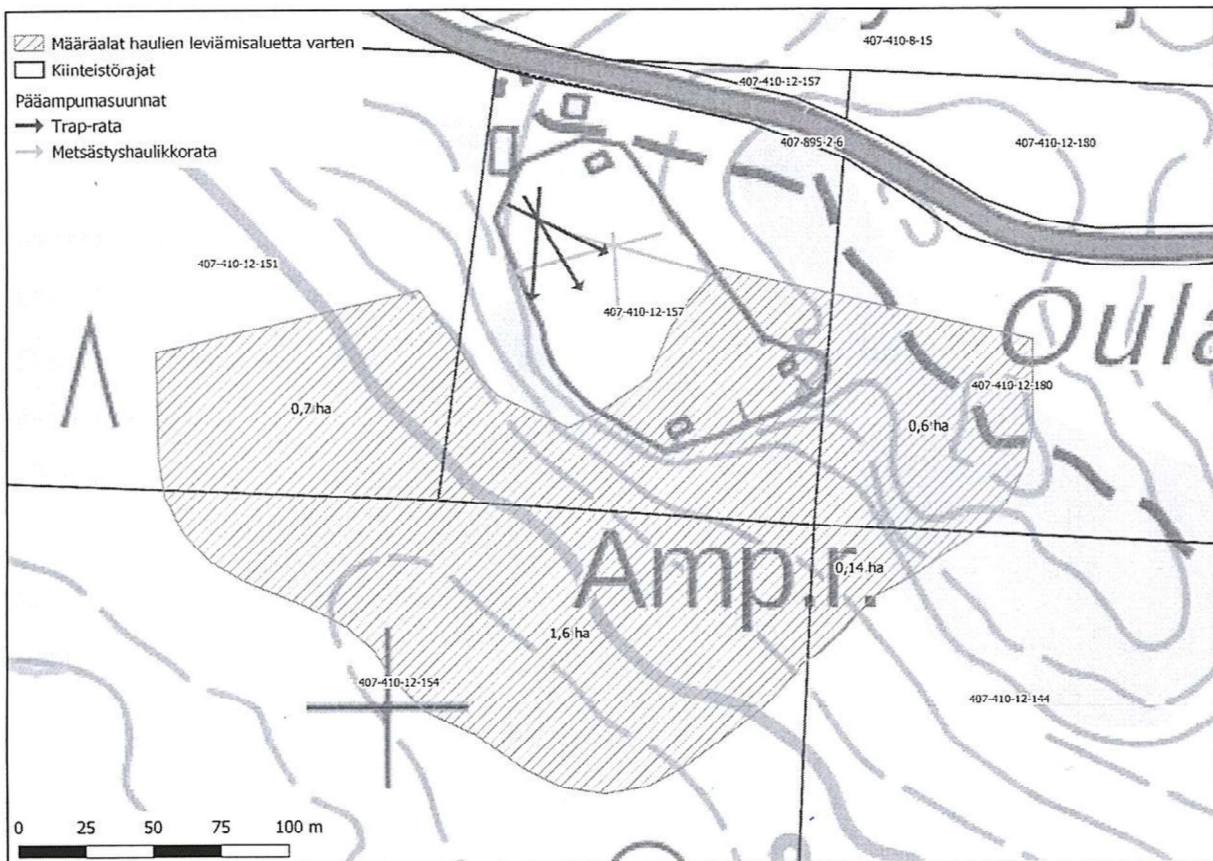 Määräalat haulien leviämisaluetta varten
Kiinteistörajat
Pääampumasuunnat
Trap-rata
Metsästyshaulikkorata
407-410-8-15
407-410-12-157
407-895-2-6
407-410-12-180
407-410-12-151
407-410-12-157
Oula
407-410-12-180
0,7 ha
0,6 ha
Amp.r.
0,14 ha
1,6 ha
407-410-12-154
407-410-12-144
0 25 50 75 100 m